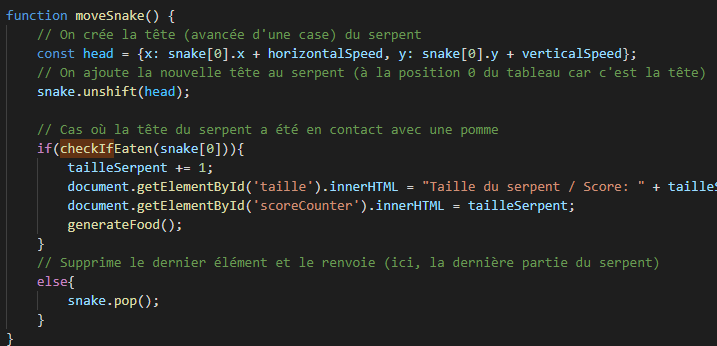 function moveSnake() {
// On crée la tête (avancée d'une case) du serpent
const head = {x: snake[0].x + horizontalSpeed, y: snake[0].y + verticalSpeed};
// On ajoute la nouvelle tête au serpent (à la position 0 du tableau car c'est la tête)
snake.unshift(head);
// Cas où la tête du serpent a été en contact avec une pomme
if(checkIfEaten(snake[0])){
tailleSerpent += 1;
document.getElementById('taille').innerHTML = "Taille du serpent / Score: " + tailleS
document.getElementById('scoreCounter').innerHTML = tailleSerpent;
generateFood();
}
// Supprime le dernier élément et le renvoie (ici, la dernière partie du serpent)
else{
snake.pop();
}
}